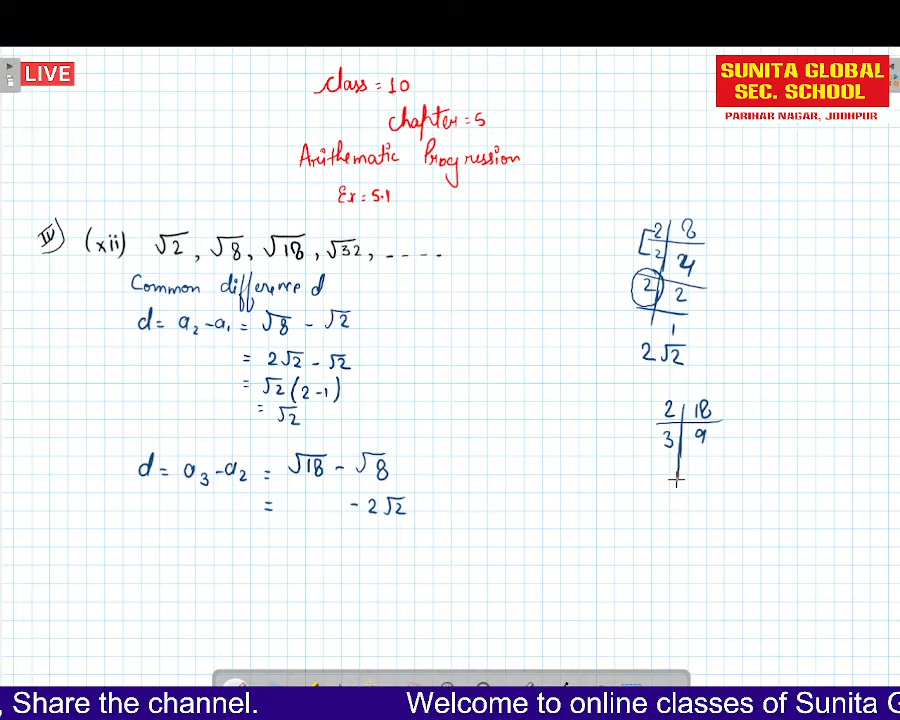 LIVE
SUNITA GLOBAL
SEC. SCHOOL
PARIHAR NAGAR, JODHPUR
Class = 10
Chapter = 5
Arithematic Progression
Ex = 5.1
IV) (xii) √2, √8, √18, √32, .....
Common difference d
d = a₂ - a₁ = √8 - √2
= 2√2 - √2
= √2 (2-1)
= √2
d = a₃ - a₂ = √18 - √8
= - 2√2
2 | 8
2 | 4
2 | 2
1
2√2
2 | 18
3 | 9
, Share the channel. Welcome to online classes of Sunita G